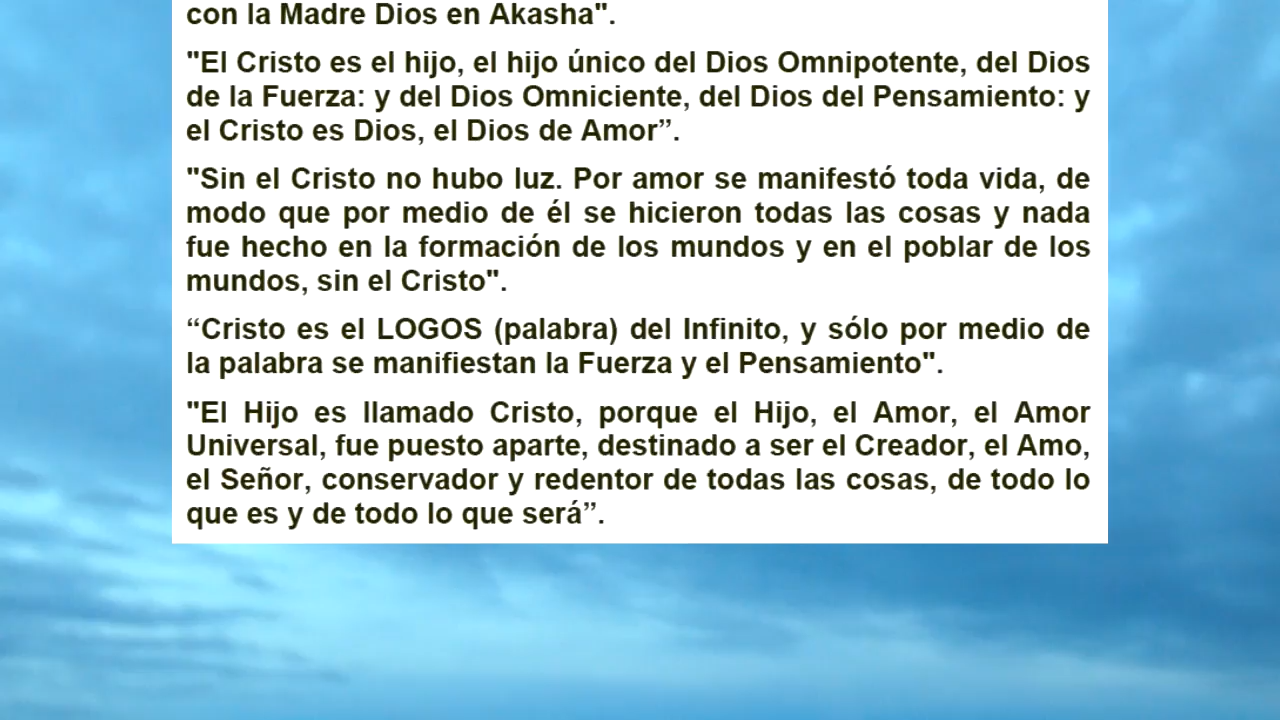 con la Madre Dios en Akasha".
"El Cristo es el hijo, el hijo único del Dios Omnipotente, del Dios
de la Fuerza: y del Dios Omniciente, del Dios del Pensamiento: y
el Cristo es Dios, el Dios de Amor”.
"Sin el Cristo no hubo luz. Por amor se manifestó toda vida, de
modo que por medio de él se hicieron todas las cosas y nada
fue hecho en la formación de los mundos y en el poblar de los
mundos, sin el Cristo".
“Cristo es el LOGOS (palabra) del Infinito, y sólo por medio de
la palabra se manifiestan la Fuerza y el Pensamiento".
"El Hijo es llamado Cristo, porque el Hijo, el Amor, el Amor
Universal, fue puesto aparte, destinado a ser el Creador, el Amo,
el Señor, conservador y redentor de todas las cosas, de todo lo
que es y de todo lo que será”.